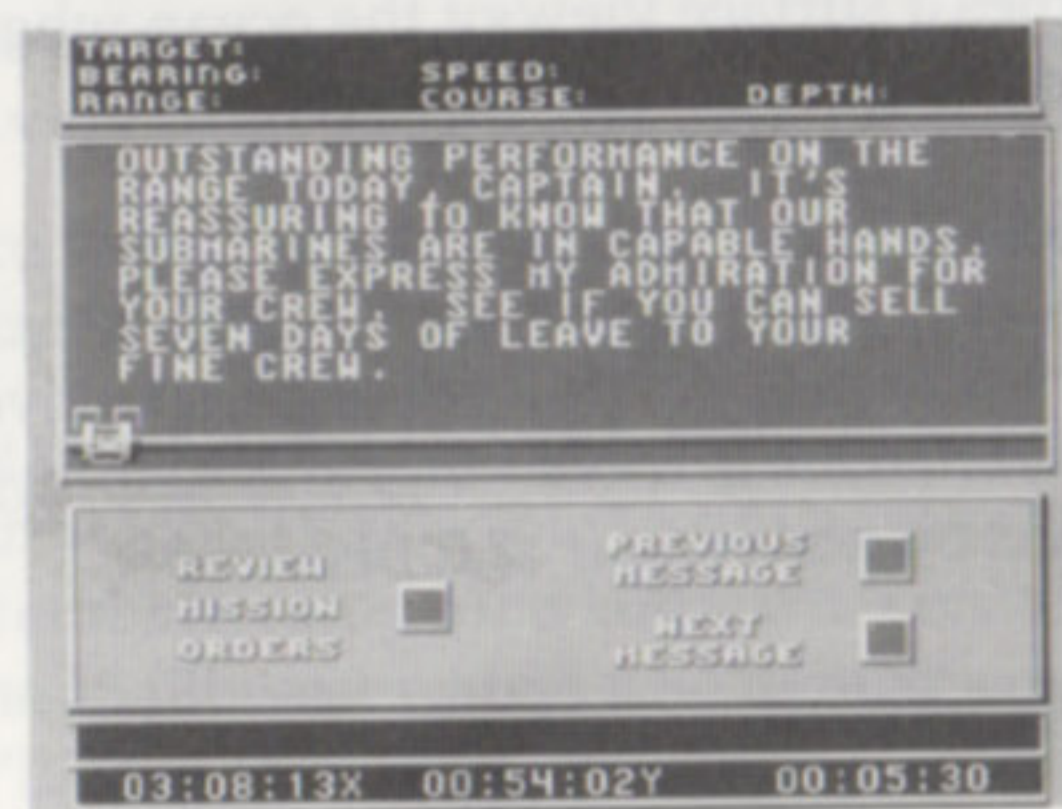 TARGET:
BEARING: SPEED:
RANGE: COURSE: DEPTH:
OUTSTANDING PERFORMANCE ON THE
RANGE TODAY, CAPTAIN. IT'S
REASSURING TO KNOW THAT OUR
SUBMARINES ARE IN CAPABLE HANDS.
PLEASE EXPRESS MY ADMIRATION FOR
YOUR CREW. SEE IF YOU CAN SELL
SEVEN DAYS OF LEAVE TO YOUR
FINE CREW.
REVIEW
MISSION
ORDERS
PREVIOUS
MESSAGE
NEXT
MESSAGE
03:08:13X 00:54:02Y 00:05:30